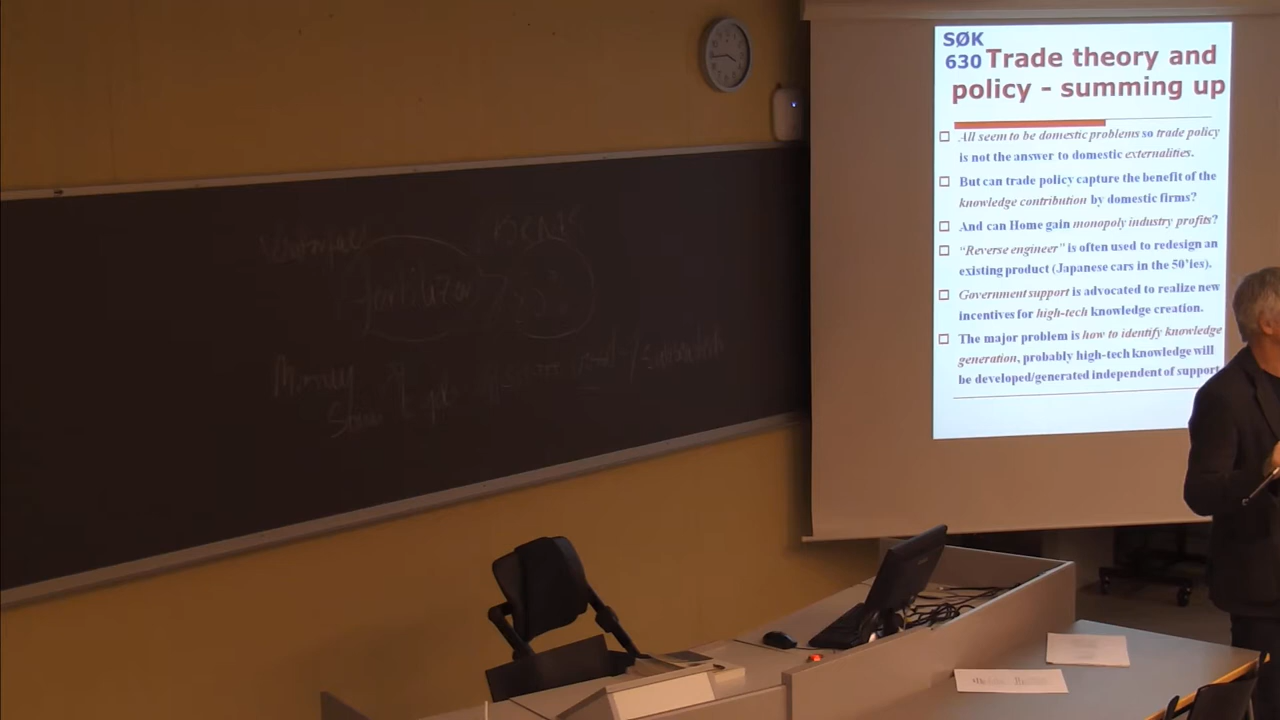 SØK
630 Trade theory and
policy - summing up
All seem to be domestic problems so trade policy
is not the answer to domestic externalities.
But can trade policy capture the benefit of the
knowledge contribution by domestic firms?
And can Home gain monopoly industry profits?
“Reverse engineer” is often used to redesign an
existing product (Japanese cars in the 50'ies).
Government support is advocated to realize new
incentives for high-tech knowledge creation.
The major problem is how to identify knowledge
generation, probably high-tech knowledge will
be developed/generated independent of support
fertilizer